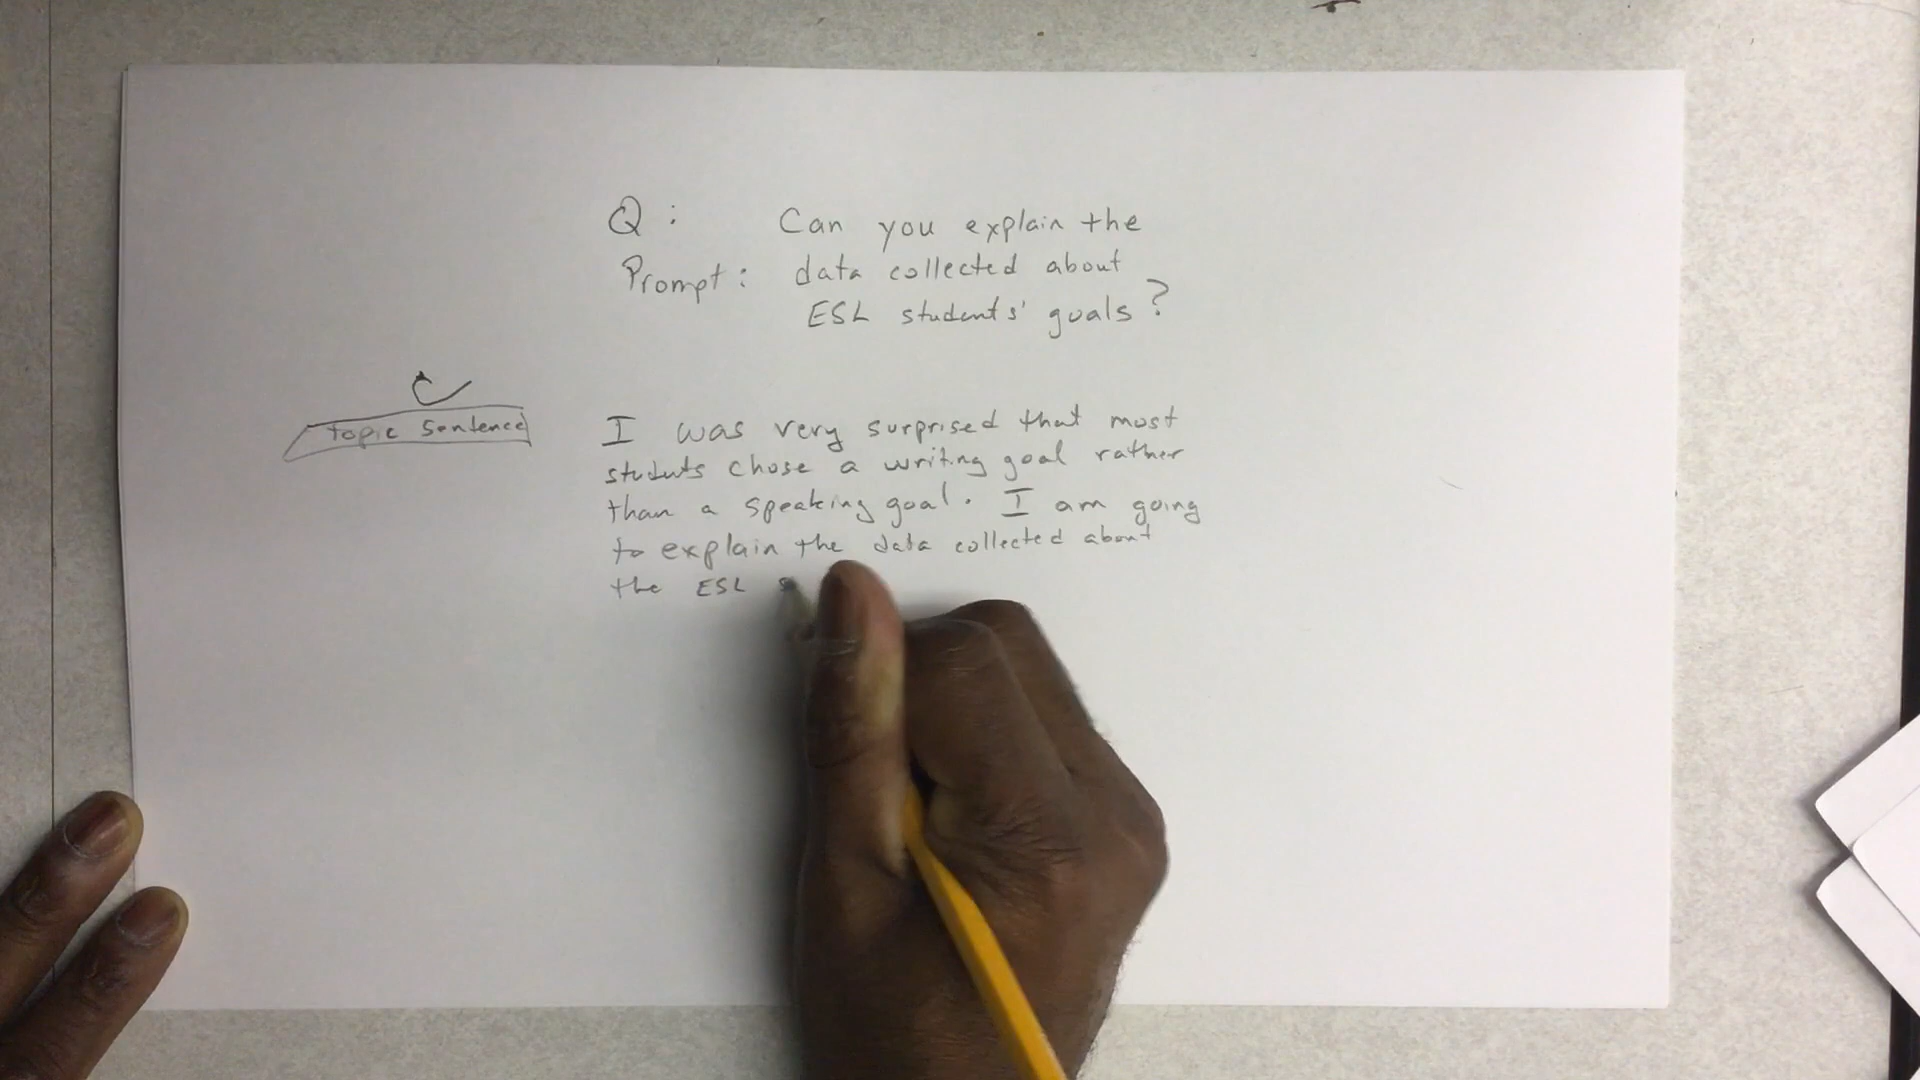 Q : Can you explain the
Prompt : data collected about
ESL students' goals ?
Topic Sentence
I was very surprised that most
students chose a writing goal rather
than a speaking goal. I am going
to explain the data collected about
the ESL s